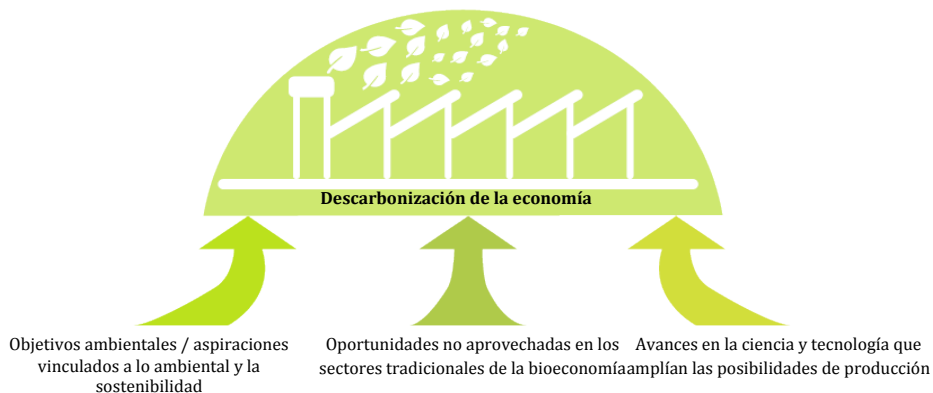 Descarbonización de la economía
Objetivos ambientales / aspiraciones
vinculados a lo ambiental y la
sostenibilidad
Oportunidades no aprovechadas en los
sectores tradicionales de la bioeconomía
Avances en la ciencia y tecnología que
amplían las posibilidades de producción